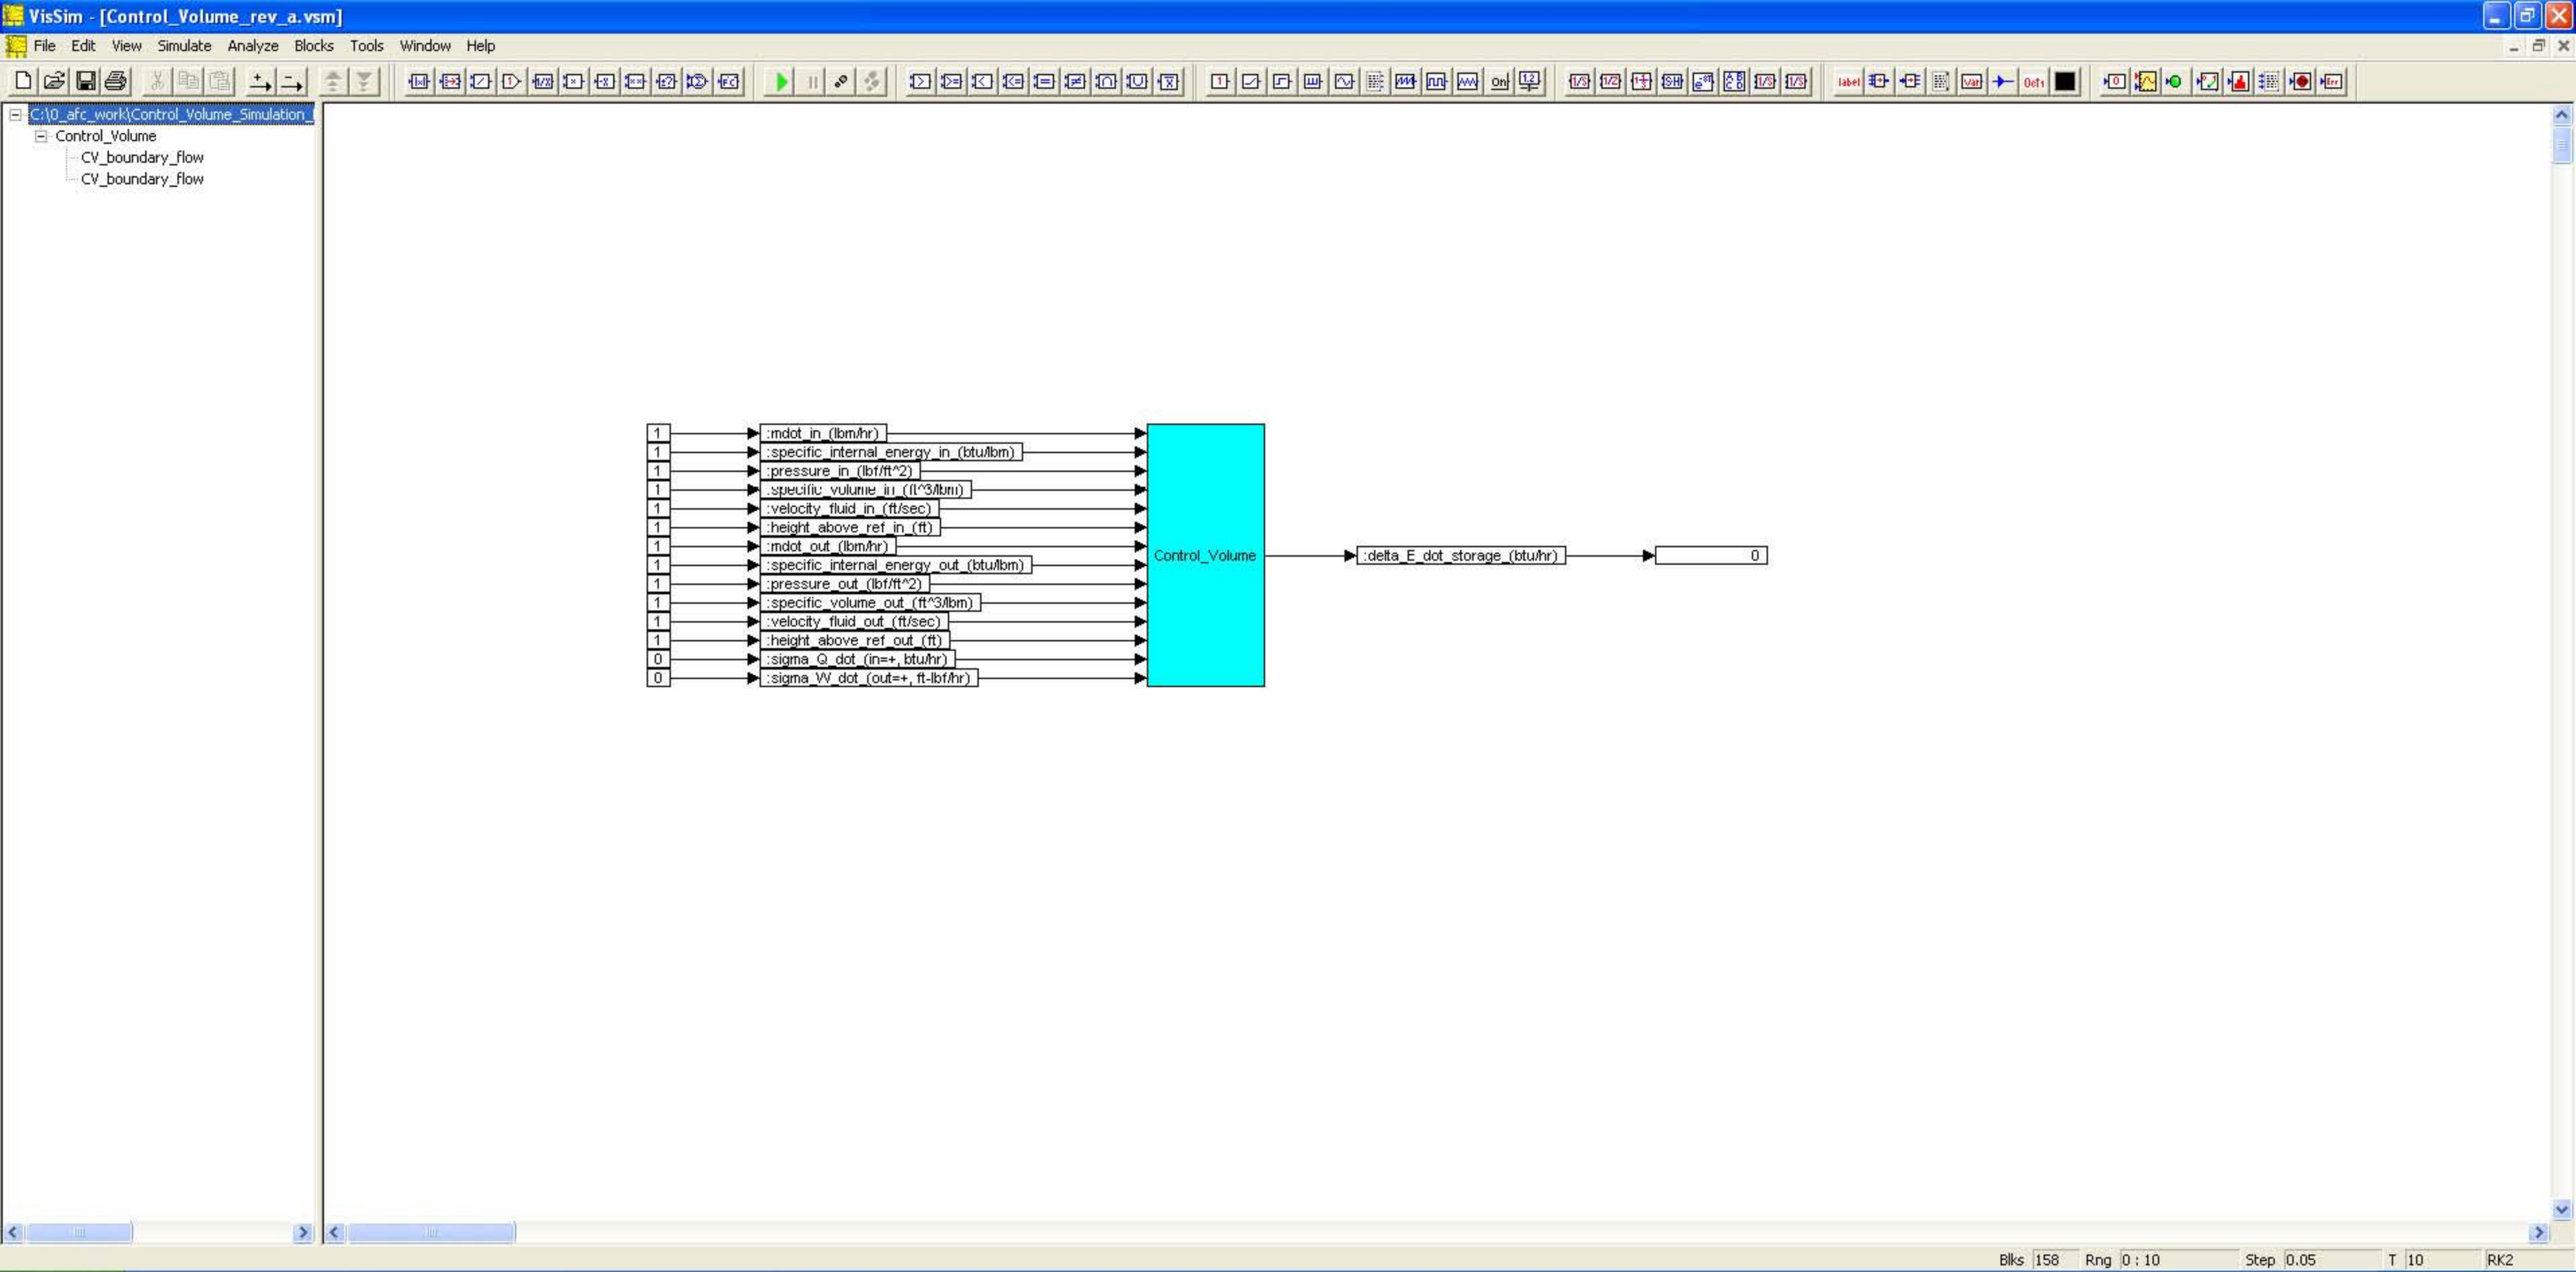 VisSim - [Control_Volume_rev_a.vsm]
File Edit View Simulate Analyze Blocks Tools Window Help
label
C:\0_afc_work\Control_Volume_Simulation_
Control_Volume
CV_boundary_flow
CV_boundary_flow
1 :mdot_in_(lbm/hr)
1 :specific_internal_energy_in_(btu/lbm)
1 :pressure_in_(lbf/ft^2)
1 :specific_volume_in_(ft^3/lbm)
1 :velocity_fluid_in_(ft/sec)
1 :height_above_ref_in_(ft)
1 :mdot_out_(lbm/hr)
Control_Volume :delta_E_dot_storage_(btu/hr) 0
1 :specific_internal_energy_out_(btu/lbm)
1 :pressure_out_(lbf/ft^2)
1 :specific_volume_out_(ft^3/lbm)
1 :velocity_fluid_out_(ft/sec)
1 :height_above_ref_out_(ft)
0 :sigma_Q_dot_(in=+, btu/hr)
0 :sigma_W_dot_(out=+, ft-lbf/hr)
Blks 158 Rng 0 : 10 Step 0.05 T 10 RK2